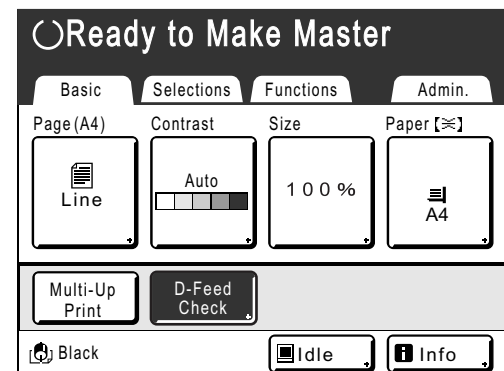 Ready to Make Master
Basic Selections Functions Admin.
Page(A4) Contrast Size Paper【≍】
Line Auto 100% A4
Multi-Up Print D-Feed Check
Black Idle Info